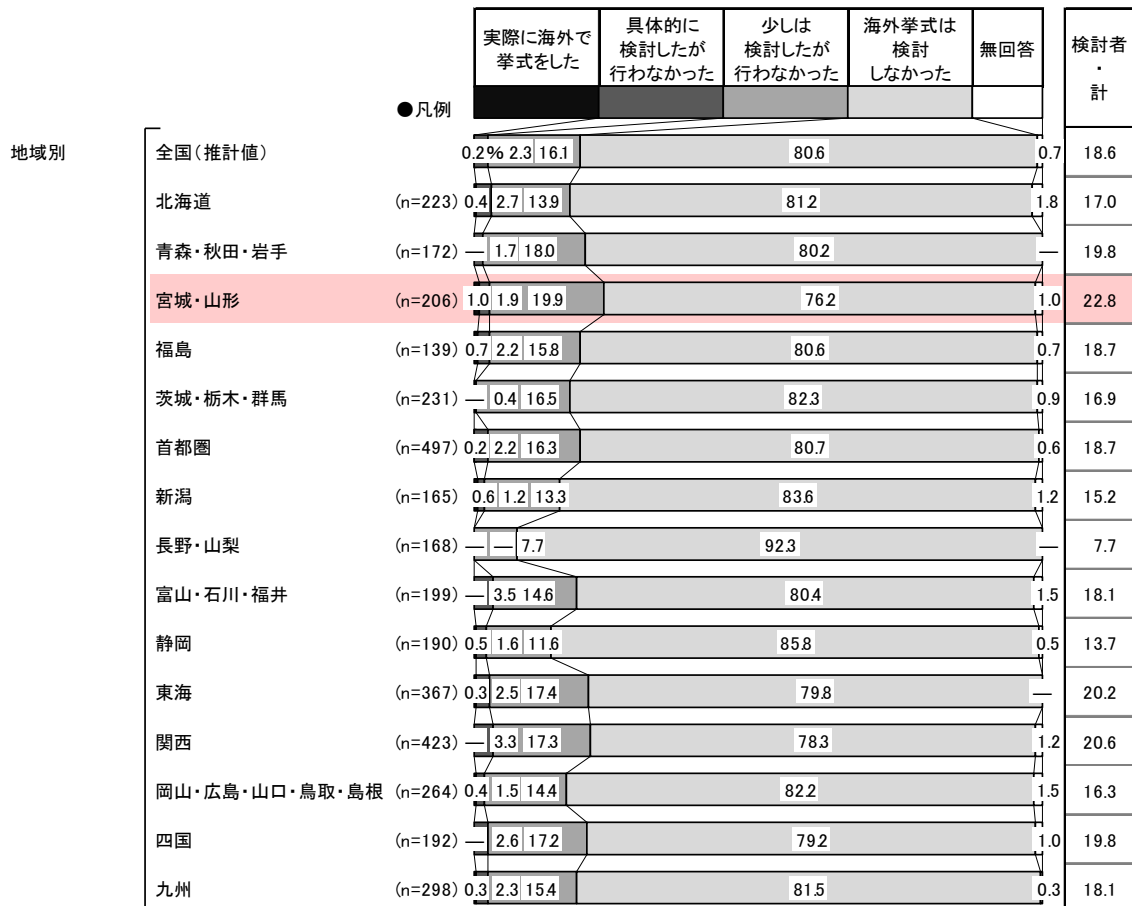 実際に海外で
挙式をした
具体的に
検討したが
行わなかった
少しは
検討したが
行わなかった
海外挙式は
検討
しなかった
無回答
検討者
・
計
●凡例
地域別
全国(推計値) 0.2% 2.3 16.1 80.6 0.7 18.6
北海道 (n=223) 0.4 2.7 13.9 81.2 1.8 17.0
青森・秋田・岩手 (n=172) — 1.7 18.0 80.2 — 19.8
宮城・山形 (n=206) 1.0 1.9 19.9 76.2 1.0 22.8
福島 (n=139) 0.7 2.2 15.8 80.6 0.7 18.7
茨城・栃木・群馬 (n=231) — 0.4 16.5 82.3 0.9 16.9
首都圏 (n=497) 0.2 2.2 16.3 80.7 0.6 18.7
新潟 (n=165) 0.6 1.2 13.3 83.6 1.2 15.2
長野・山梨 (n=168) — — 7.7 92.3 — 7.7
富山・石川・福井 (n=199) — 3.5 14.6 80.4 1.5 18.1
静岡 (n=190) 0.5 1.6 11.6 85.8 0.5 13.7
東海 (n=367) 0.3 2.5 17.4 79.8 — 20.2
関西 (n=423) — 3.3 17.3 78.3 1.2 20.6
岡山・広島・山口・鳥取・島根 (n=264) 0.4 1.5 14.4 82.2 1.5 16.3
四国 (n=192) — 2.6 17.2 79.2 1.0 19.8
九州 (n=298) 0.3 2.3 15.4 81.5 0.3 18.1